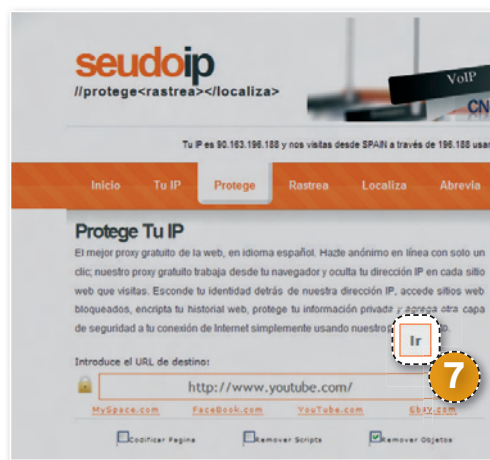 seudoip
//protege<rastrea></localiza>
VoIP
CN
Tu IP es 90.163.196.188 y nos visitas desde SPAIN a través de 196.188 usan
Inicio Tu IP Protege Rastrea Localiza Abrevia
Protege Tu IP
El mejor proxy gratuito de la web, en idioma español. Hazte anónimo en línea con solo un
clic; nuestro proxy gratuito trabaja desde tu navegador y oculta tu dirección IP en cada sitio
web que visitas. Esconde tu identidad detrás de nuestra dirección IP, accede sitios web
bloqueados, encripta tu historial web, protege tu información privada y agrega otra capa
de seguridad a tu conexión de Internet simplemente usando nuestro
Ir
7
Introduce el URL de destino:
http://www.youtube.com/
MySpace.com FaceBook.com YouTube.com Ebay.com
Codificar Pagina Remover Scripts Remover Objetos